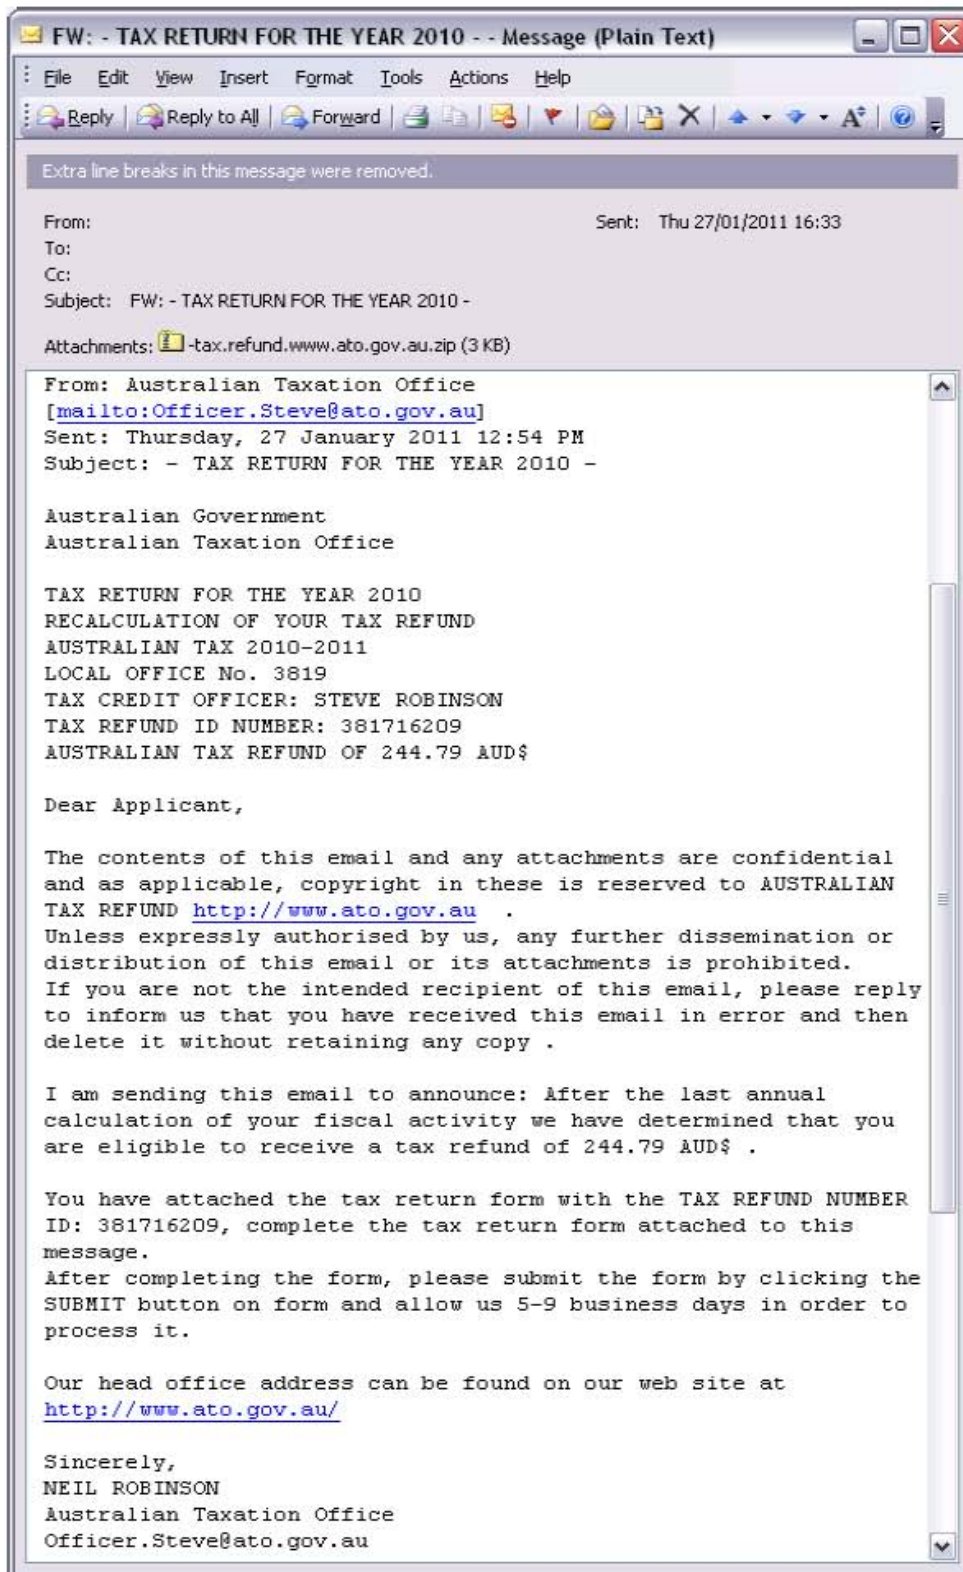 FW: - TAX RETURN FOR THE YEAR 2010 - - Message (Plain Text)
File Edit View Insert Format Tools Actions Help
Reply Reply to All Forward
Extra line breaks in this message were removed.
From: Sent: Thu 27/01/2011 16:33
To:
Cc:
Subject: FW: - TAX RETURN FOR THE YEAR 2010 -
Attachments: -tax.refund.www.ato.gov.au.zip (3 KB)
From: Australian Taxation Office
[mailto:Officer.Steve@ato.gov.au]
Sent: Thursday, 27 January 2011 12:54 PM
Subject: - TAX RETURN FOR THE YEAR 2010 -
Australian Government
Australian Taxation Office
TAX RETURN FOR THE YEAR 2010
RECALCULATION OF YOUR TAX REFUND
AUSTRALIAN TAX 2010-2011
LOCAL OFFICE No. 3819
TAX CREDIT OFFICER: STEVE ROBINSON
TAX REFUND ID NUMBER: 381716209
AUSTRALIAN TAX REFUND OF 244.79 AUD$
Dear Applicant,
The contents of this email and any attachments are confidential
and as applicable, copyright in these is reserved to AUSTRALIAN
TAX REFUND http://www.ato.gov.au .
Unless expressly authorised by us, any further dissemination or
distribution of this email or its attachments is prohibited.
If you are not the intended recipient of this email, please reply
to inform us that you have received this email in error and then
delete it without retaining any copy .
I am sending this email to announce: After the last annual
calculation of your fiscal activity we have determined that you
are eligible to receive a tax refund of 244.79 AUD$ .
You have attached the tax return form with the TAX REFUND NUMBER
ID: 381716209, complete the tax return form attached to this
message.
After completing the form, please submit the form by clicking the
SUBMIT button on form and allow us 5-9 business days in order to
process it.
Our head office address can be found on our web site at
http://www.ato.gov.au/
Sincerely,
NEIL ROBINSON
Australian Taxation Office
Officer.Steve@ato.gov.au